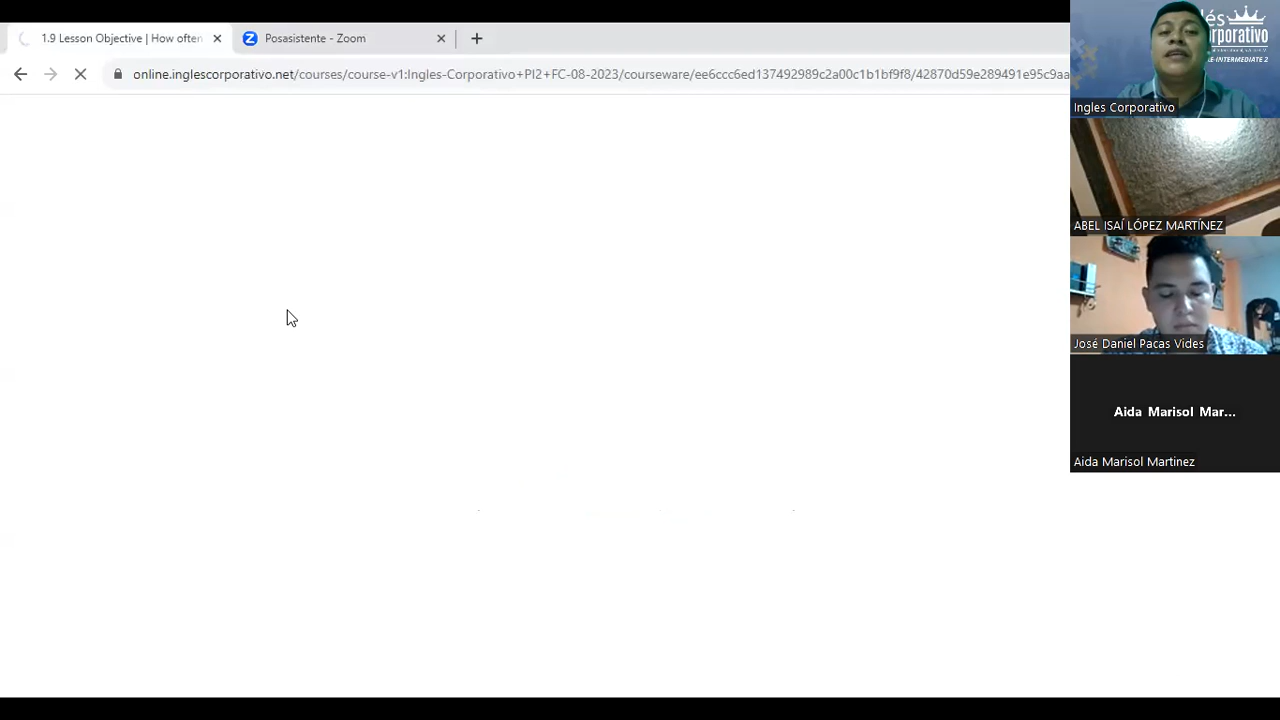 1.9 Lesson Objective | How often
Posasistente - Zoom
online.inglescorporativo.net/courses/course-v1:Ingles-Corporativo+PI2+FC-08-2023/courseware/ee6ccc6ed137492989c2a00c1b1bf9f8/42870d59e289491e95c9aa
Ingles Corporativo
ABEL ISAÍ LÓPEZ MARTÍNEZ
José Daniel Pacas Vides
Aida Marisol Mar...
Aida Marisol Martinez